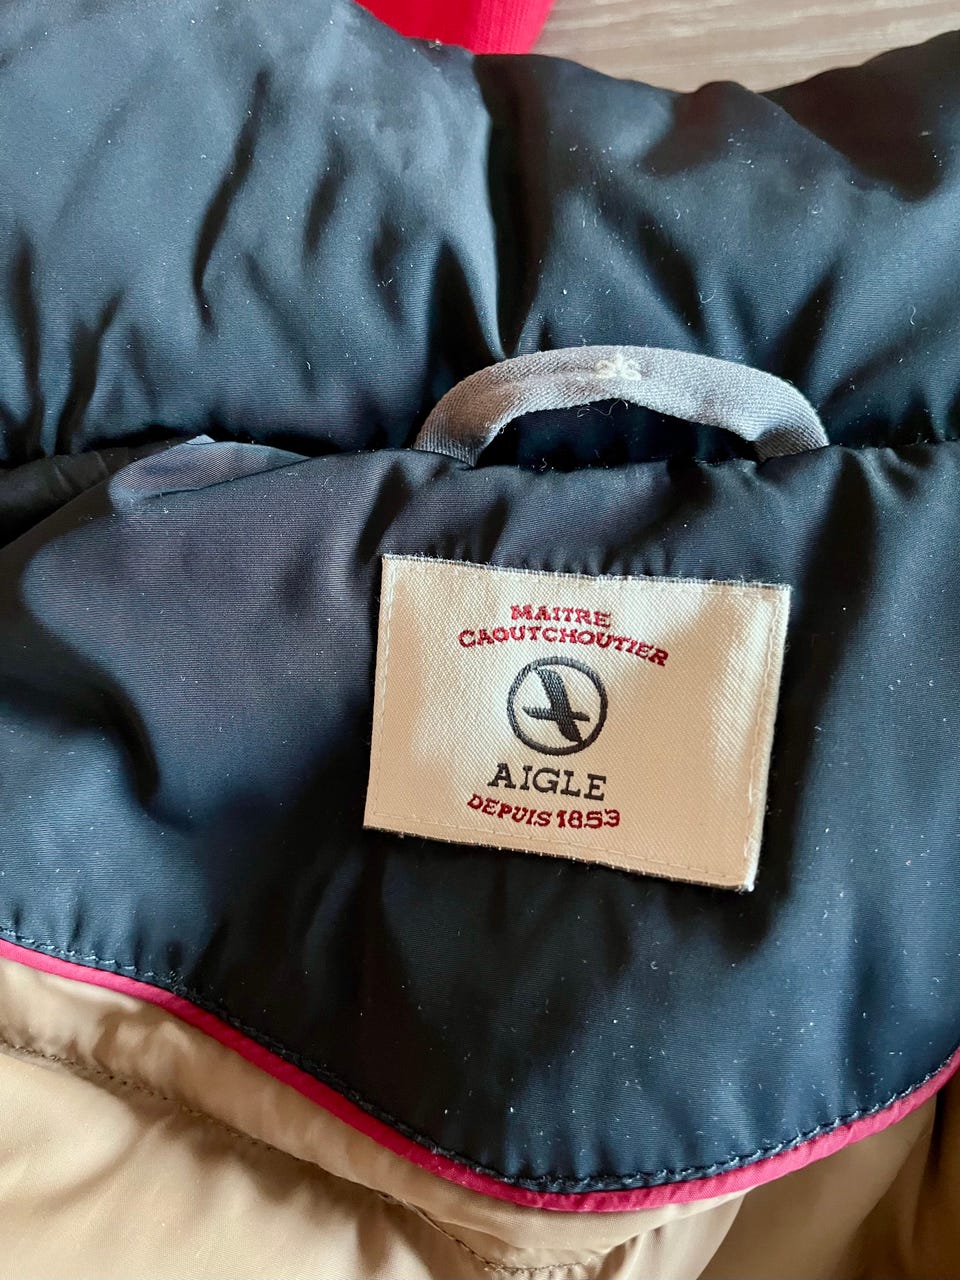 MAITRE
CAOUTCHOUTIER
AIGLE
DEPUIS 1853